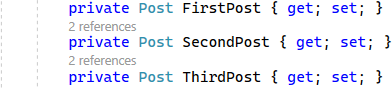 private Post FirstPost { get; set; }
2 references
private Post SecondPost { get; set; }
2 references
private Post ThirdPost { get; set; }